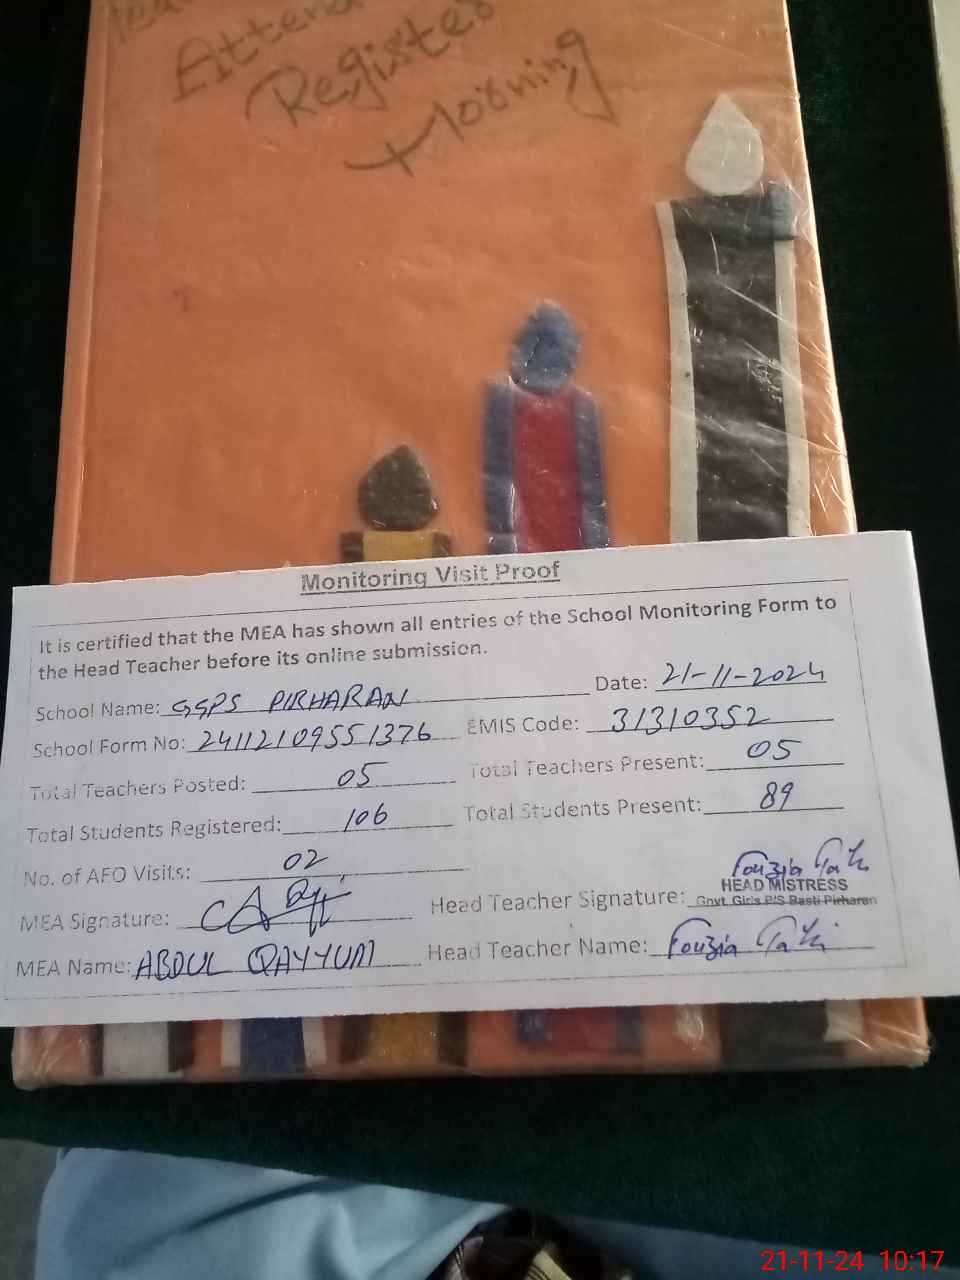 Attend
Register
Morning
Monitoring Visit Proof
It is certified that the MEA has shown all entries of the School Monitoring Form to
the Head Teacher before its online submission.
School Name: GGPS PIRHARAN Date: 21-11-2024
School Form No: 24112109551376 EMIS Code: 31310352
Total Teachers Posted: 05 Total Teachers Present: 05
Total Students Registered: 106 Total Students Present: 89
No. of AEO Visits: 02
MEA Signature: Head Teacher Signature: Fouzia
HEAD MISTRESS
Govt. Girls P/S Basti Pirharan
MEA Name: ABDUL QAYYUM Head Teacher Name: Fouzia
21-11-24 10:17